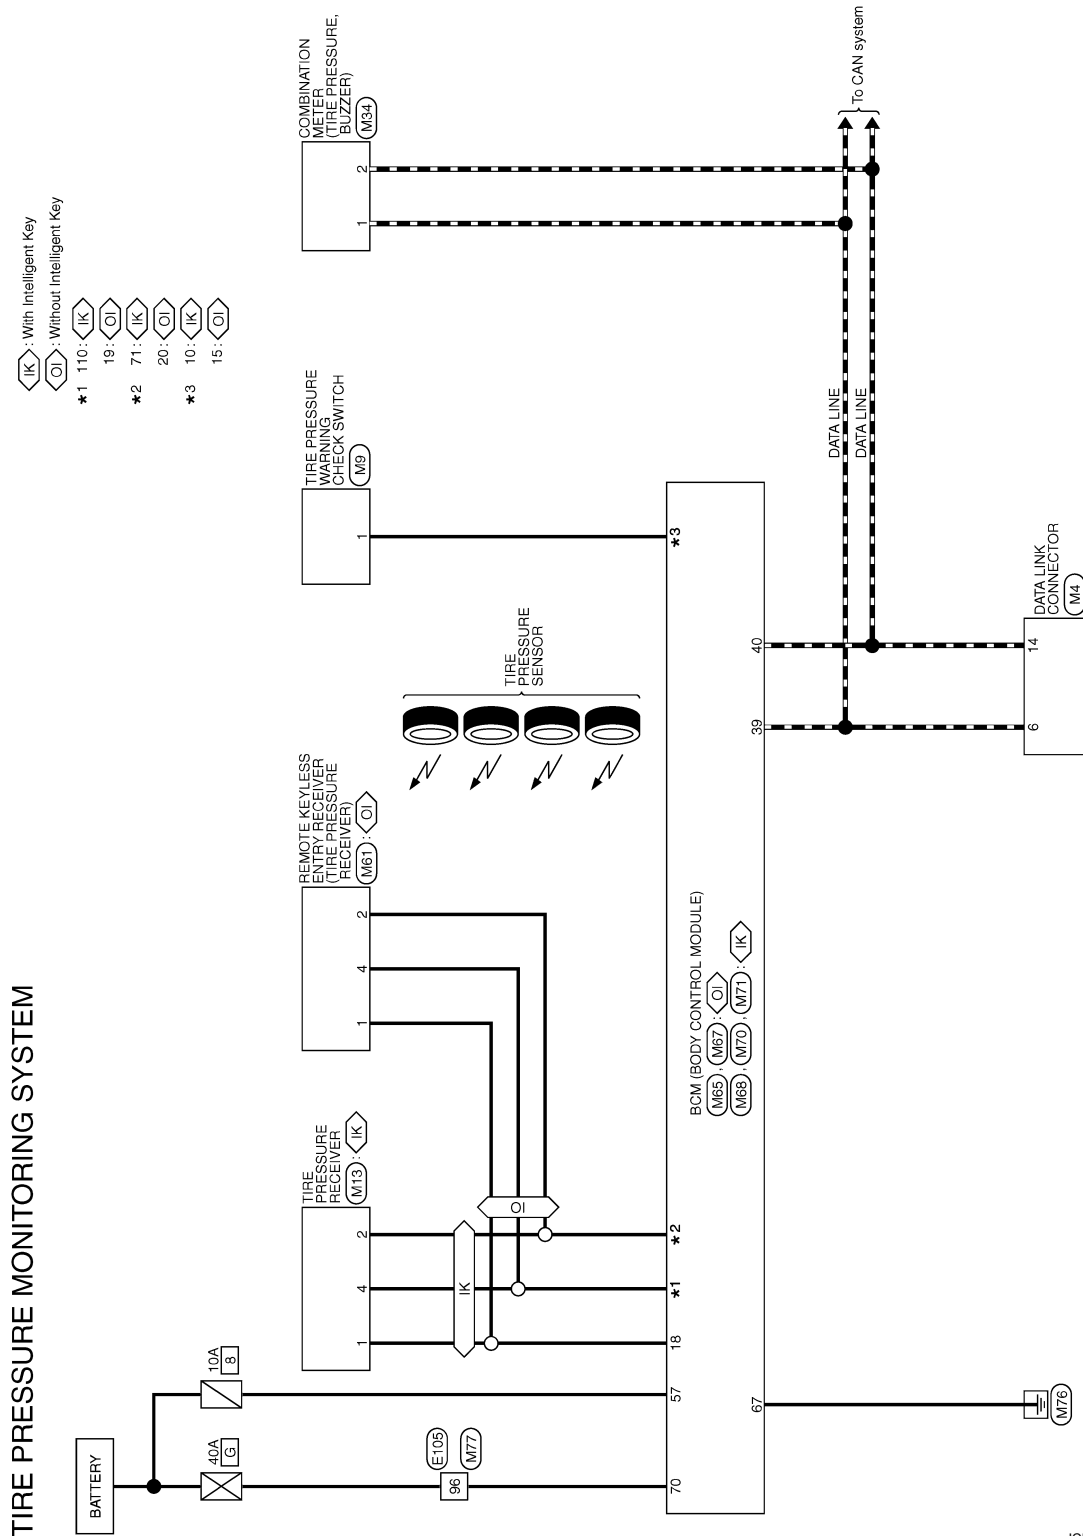 TIRE PRESSURE MONITORING SYSTEM
IK : With Intelligent Key
OI : Without Intelligent Key
*1 110: IK
19: OI
*2 71: IK
20: OI
*3 10: IK
15: OI
BATTERY
40A
G
10A
8
E105
96
M77
TIRE
PRESSURE
RECEIVER
M13 : IK
1
4
2
REMOTE KEYLESS
ENTRY RECEIVER
(TIRE PRESSURE
RECEIVER)
M61 : OI
1
4
2
IK
OI
TIRE
PRESSURE
SENSOR
TIRE PRESSURE
WARNING
CHECK SWITCH
M9
1
COMBINATION
METER
(TIRE PRESSURE,
BUZZER)
M34
1
2
70
57
18
*1
*2
*3
BCM (BODY CONTROL MODULE)
M65 , M67 : OI
M68 , M70 , M71 : IK
67
39
40
M76
DATA LINE
DATA LINE
To CAN system
DATA LINK
CONNECTOR
M4
6
14